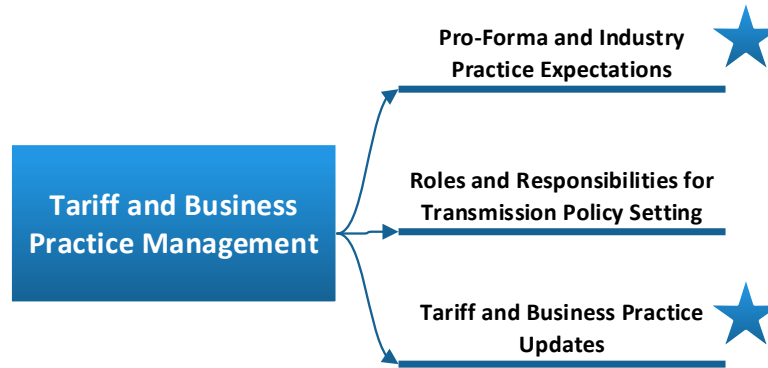 Pro-Forma and Industry
Practice Expectations
Tariff and Business
Practice Management
Roles and Responsibilities for
Transmission Policy Setting
Tariff and Business Practice
Updates